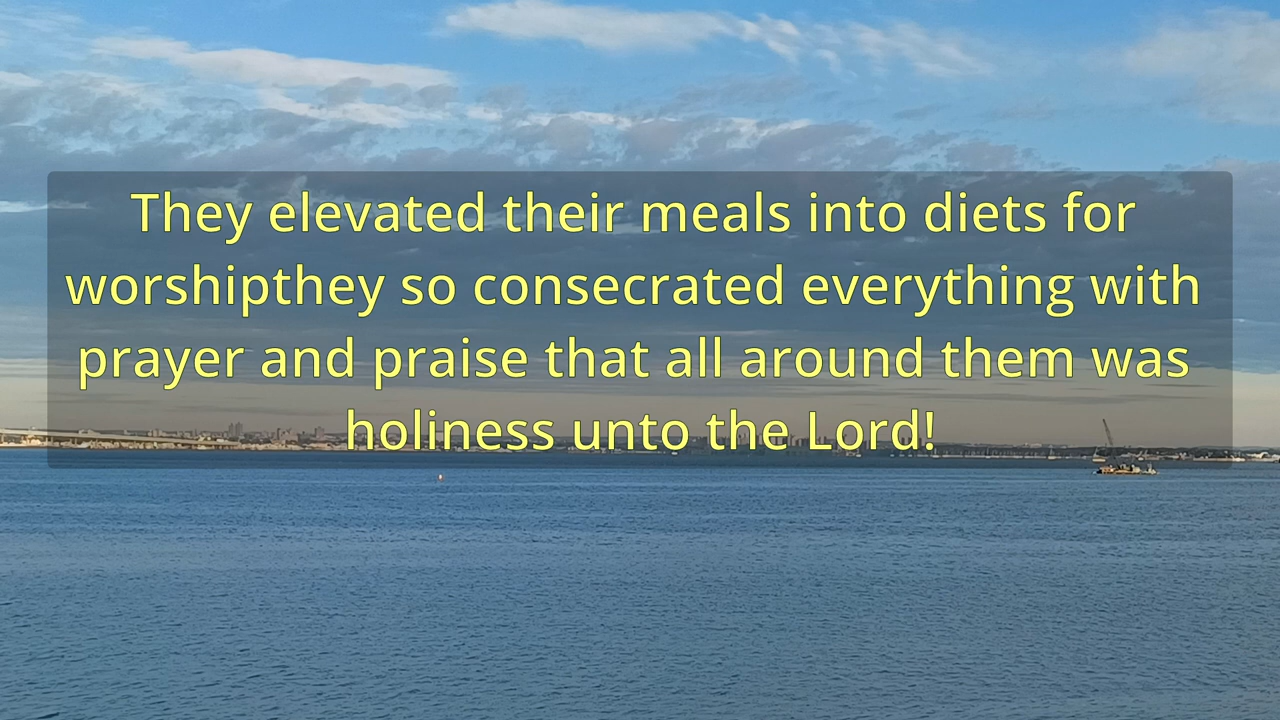 They elevated their meals into diets for
worshipthey so consecrated everything with
prayer and praise that all around them was
holiness unto the Lord!